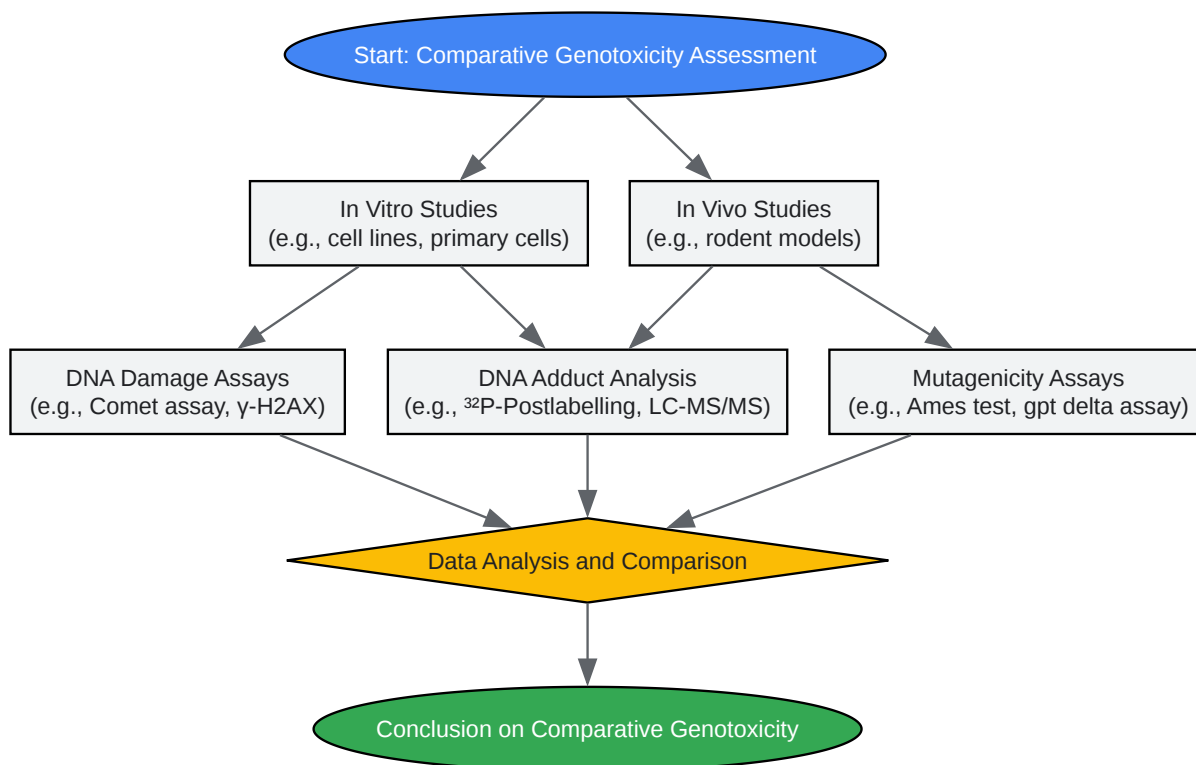 Start: Comparative Genotoxicity Assessment
In Vitro Studies
(e.g., cell lines, primary cells)
In Vivo Studies
(e.g., rodent models)
DNA Damage Assays
(e.g., Comet assay, γ-H2AX)
DNA Adduct Analysis
(e.g., ³²P-Postlabelling, LC-MS/MS)
Mutagenicity Assays
(e.g., Ames test, gpt delta assay)
Data Analysis and Comparison
Conclusion on Comparative Genotoxicity